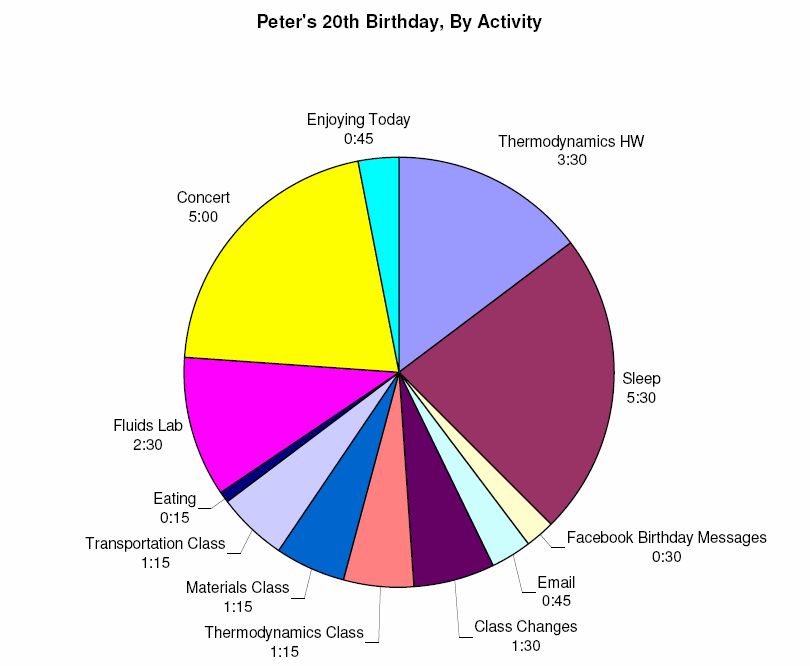 Peter's 20th Birthday, By Activity
Enjoying Today
0:45
Thermodynamics HW
3:30
Concert
5:00
Sleep
5:30
Fluids Lab
2:30
Eating
0:15
Facebook Birthday Messages
0:30
Transportation Class
1:15
Email
0:45
Materials Class
1:15
Class Changes
1:30
Thermodynamics Class
1:15